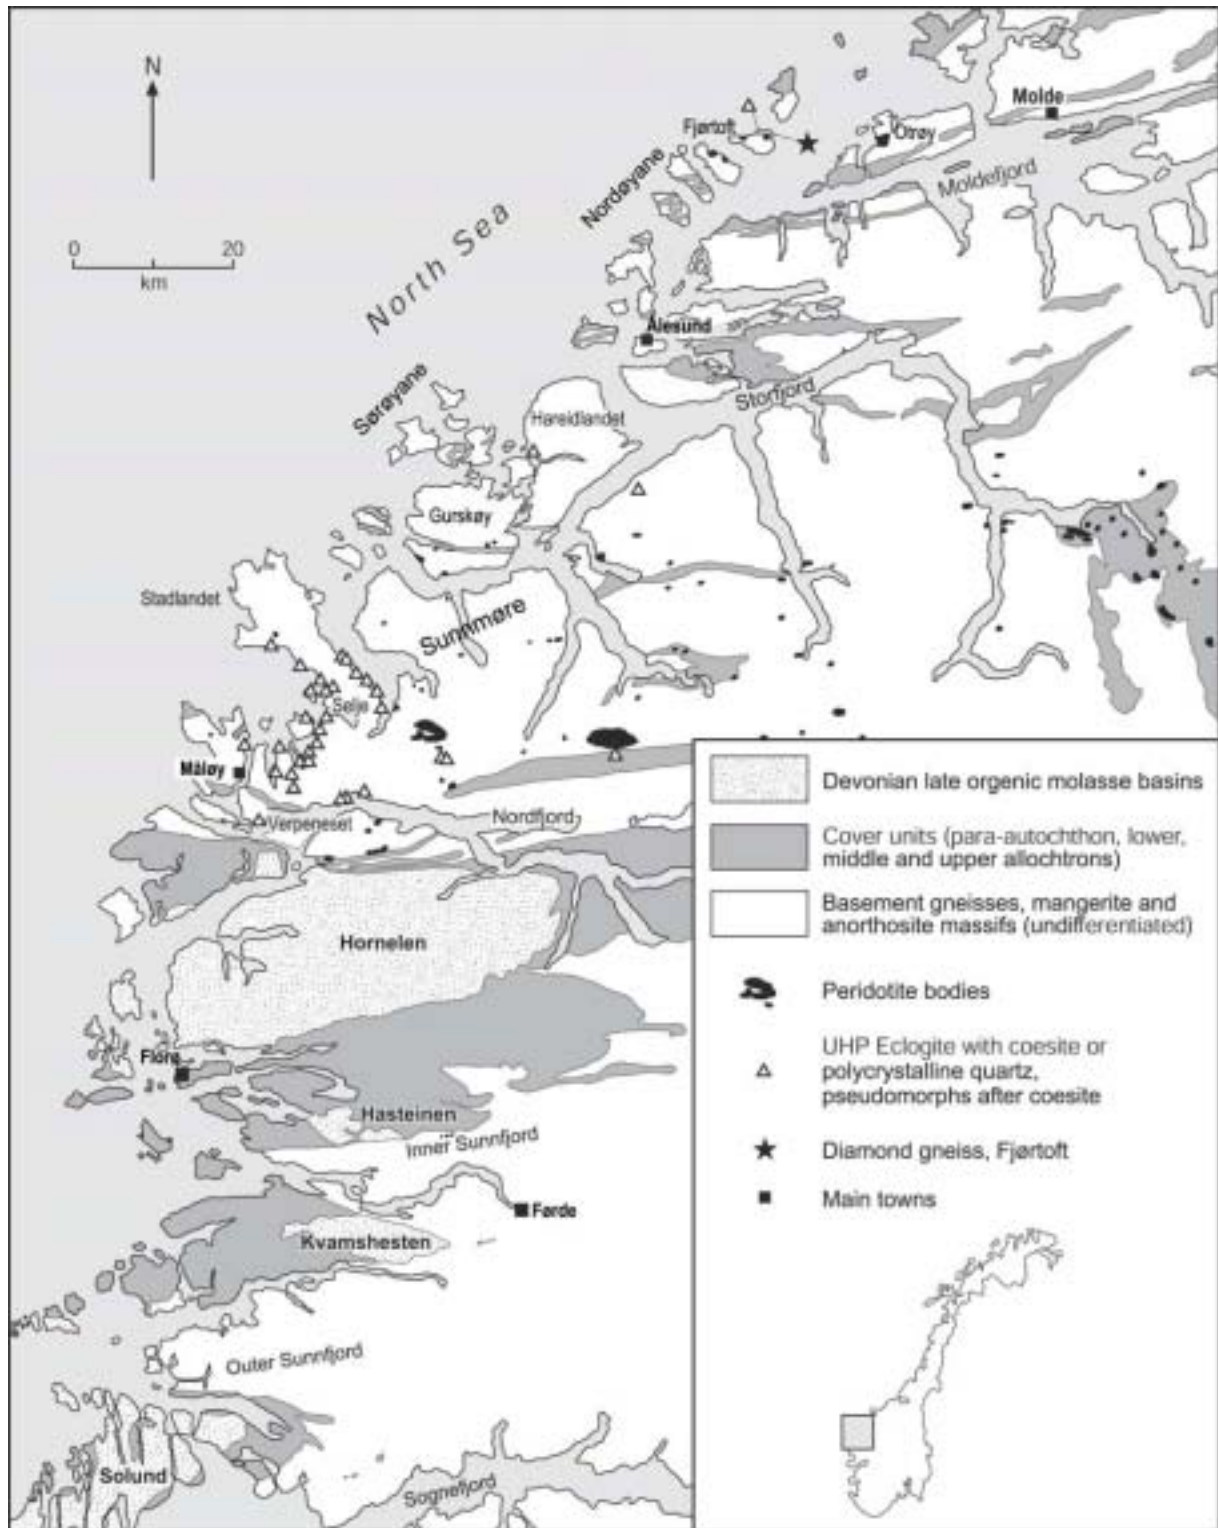 N
Molde
Fjørtoft
Otrøy
Moldefjord
Nordøyane
0 20
km
North Sea
Ålesund
Storfjord
Sørøyane
Hareidlandet
Gurskøy
Stadlandet
Sunnmøre
Selje
Måløy
Verpeneset
Nordfjord
Hornelen
Florø
Hasteinen
Inner Sunnfjord
Førde
Kvamshesten
Outer Sunnfjord
Solund
Sognefjord
Devonian late orgenic molasse basins
Cover units (para-autochthon, lower,
middle and upper allochtrons)
Basement gneisses, mangerite and
anorthosite massifs (undifferentiated)
Peridotite bodies
UHP Eclogite with coesite or
polycrystalline quartz,
pseudomorphs after coesite
Diamond gneiss, Fjørtoft
Main towns